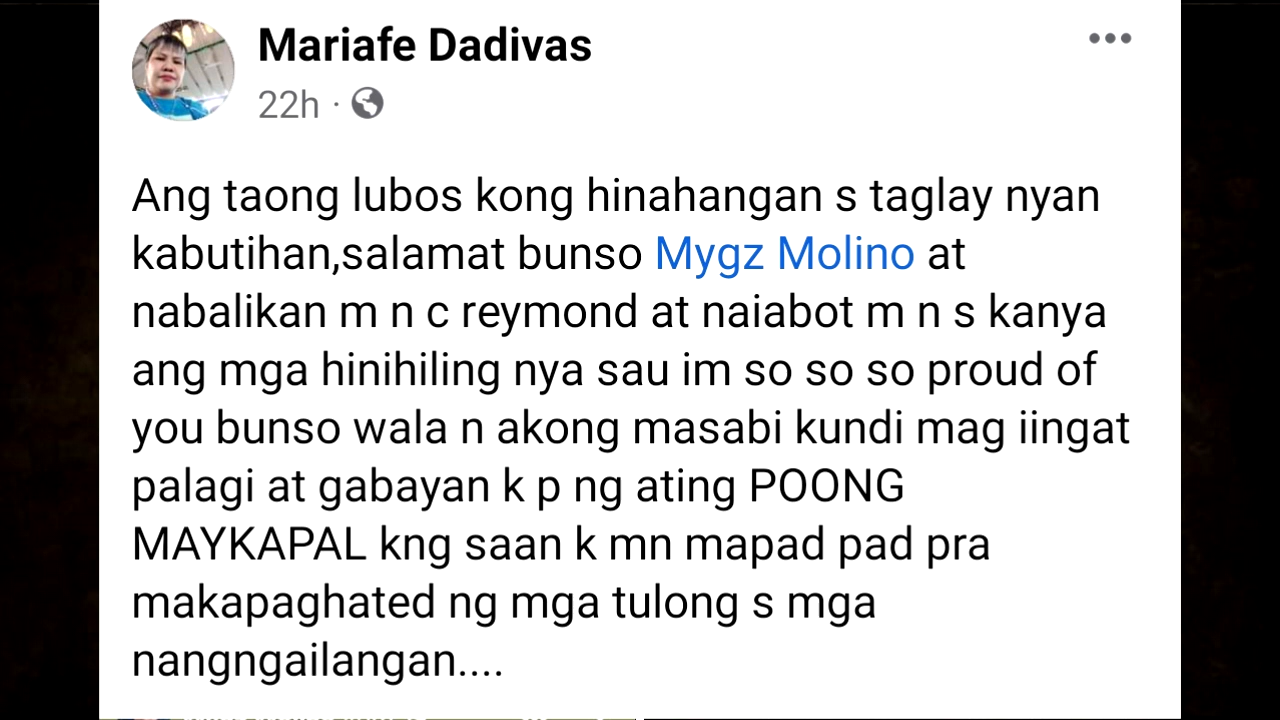 Mariafe Dadivas
22h ·
Ang taong lubos kong hinahangan s taglay nyan
kabutihan,salamat bunso Mygz Molino at
nabalikan m n c reymond at naiabot m n s kanya
ang mga hinihiling nya sau im so so so proud of
you bunso wala n akong masabi kundi mag iingat
palagi at gabayan k p ng ating POONG
MAYKAPAL kng saan k mn mapad pad pra
makapaghated ng mga tulong s mga
nangngailangan....